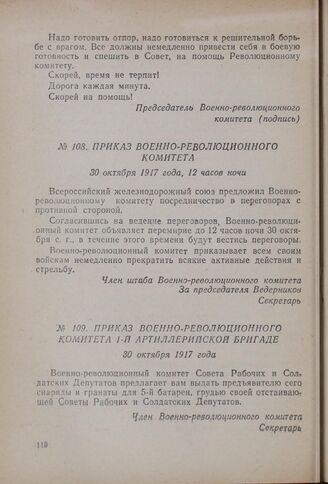 Надо готовить отпор, надо готовиться к решительной борь-
бе с врагом. Все должны немедленно привести себя в боевую
готовность и спешить в Совет, на помощь Революционному
комитету.
Скорей, время не терпит!
Дорога каждая минута.
Скорей на помощь!
Председатель Военно-революционного
комитета (подпись)
№ 108. ПРИКАЗ ВОЕННО-РЕВОЛЮЦИОННОГО
КОМИТЕТА
30 октября 1917 года, 12 часов ночи
Всероссийский железнодорожный союз предложил Военно-
революционному комитету посредничество в переговорах с
противной стороной.
Согласившись на ведение переговоров, Военно-революци-
онный комитет объявляет перемирие до 12 часов ночи 30 октя-
бря с. г., в течение этого времени будут вестись переговоры.
Военно-революционный комитет приказывает всем своим
войскам немедленно прекратить всякие активные действия и
стрельбу.
Член штаба Военно-революционного комитета
За председателя Ведерников
Секретарь
№ 109. ПРИКАЗ ВОЕННО-РЕВОЛЮЦИОННОГО
КОМИТЕТА 1-Й АРТИЛЛЕРИЙСКОЙ БРИГАДЕ
30 октября 1917 года
Военно-революционный комитет Совета Рабочих и Сол-
датских Депутатов предлагает вам выдать предъявителю сего
снаряды и гранаты для 5-й батареи, грудью своей отстаиваю-
щей Советы Рабочих и Солдатских Депутатов.
Член Военно-революционного комитета
Секретарь